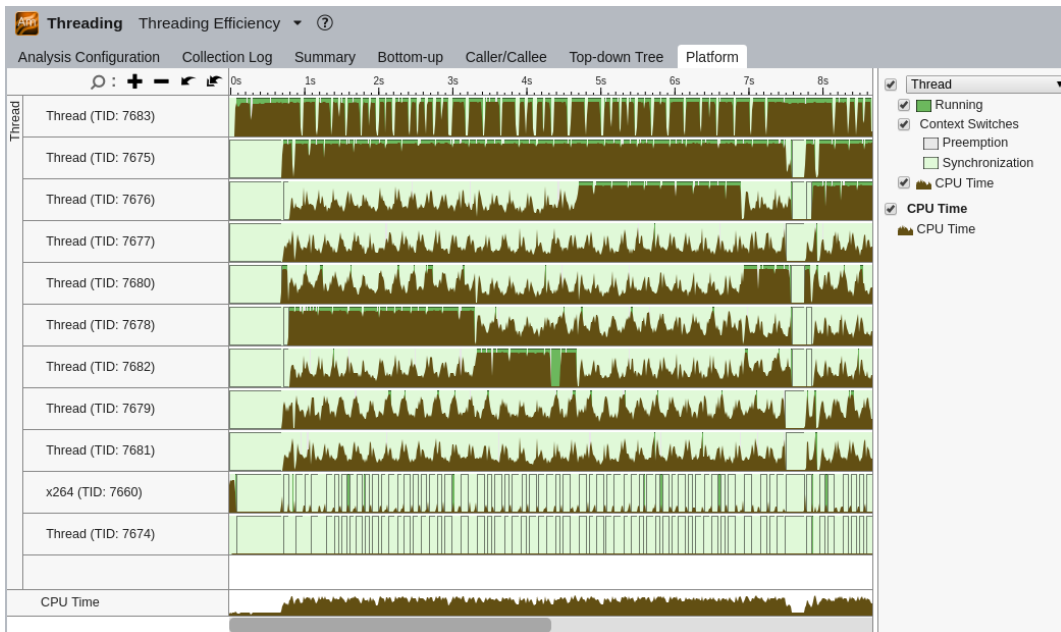 Threading Threading Efficiency
Analysis Configuration Collection Log Summary Bottom-up Caller/Callee Top-down Tree Platform
0s 1s 2s 3s 4s 5s 6s 7s 8s
Thread
Thread (TID: 7683)
Thread (TID: 7675)
Thread (TID: 7676)
Thread (TID: 7677)
Thread (TID: 7680)
Thread (TID: 7678)
Thread (TID: 7682)
Thread (TID: 7679)
Thread (TID: 7681)
x264 (TID: 7660)
Thread (TID: 7674)
CPU Time
Thread
Running
Context Switches
Preemption
Synchronization
CPU Time
CPU Time
CPU Time